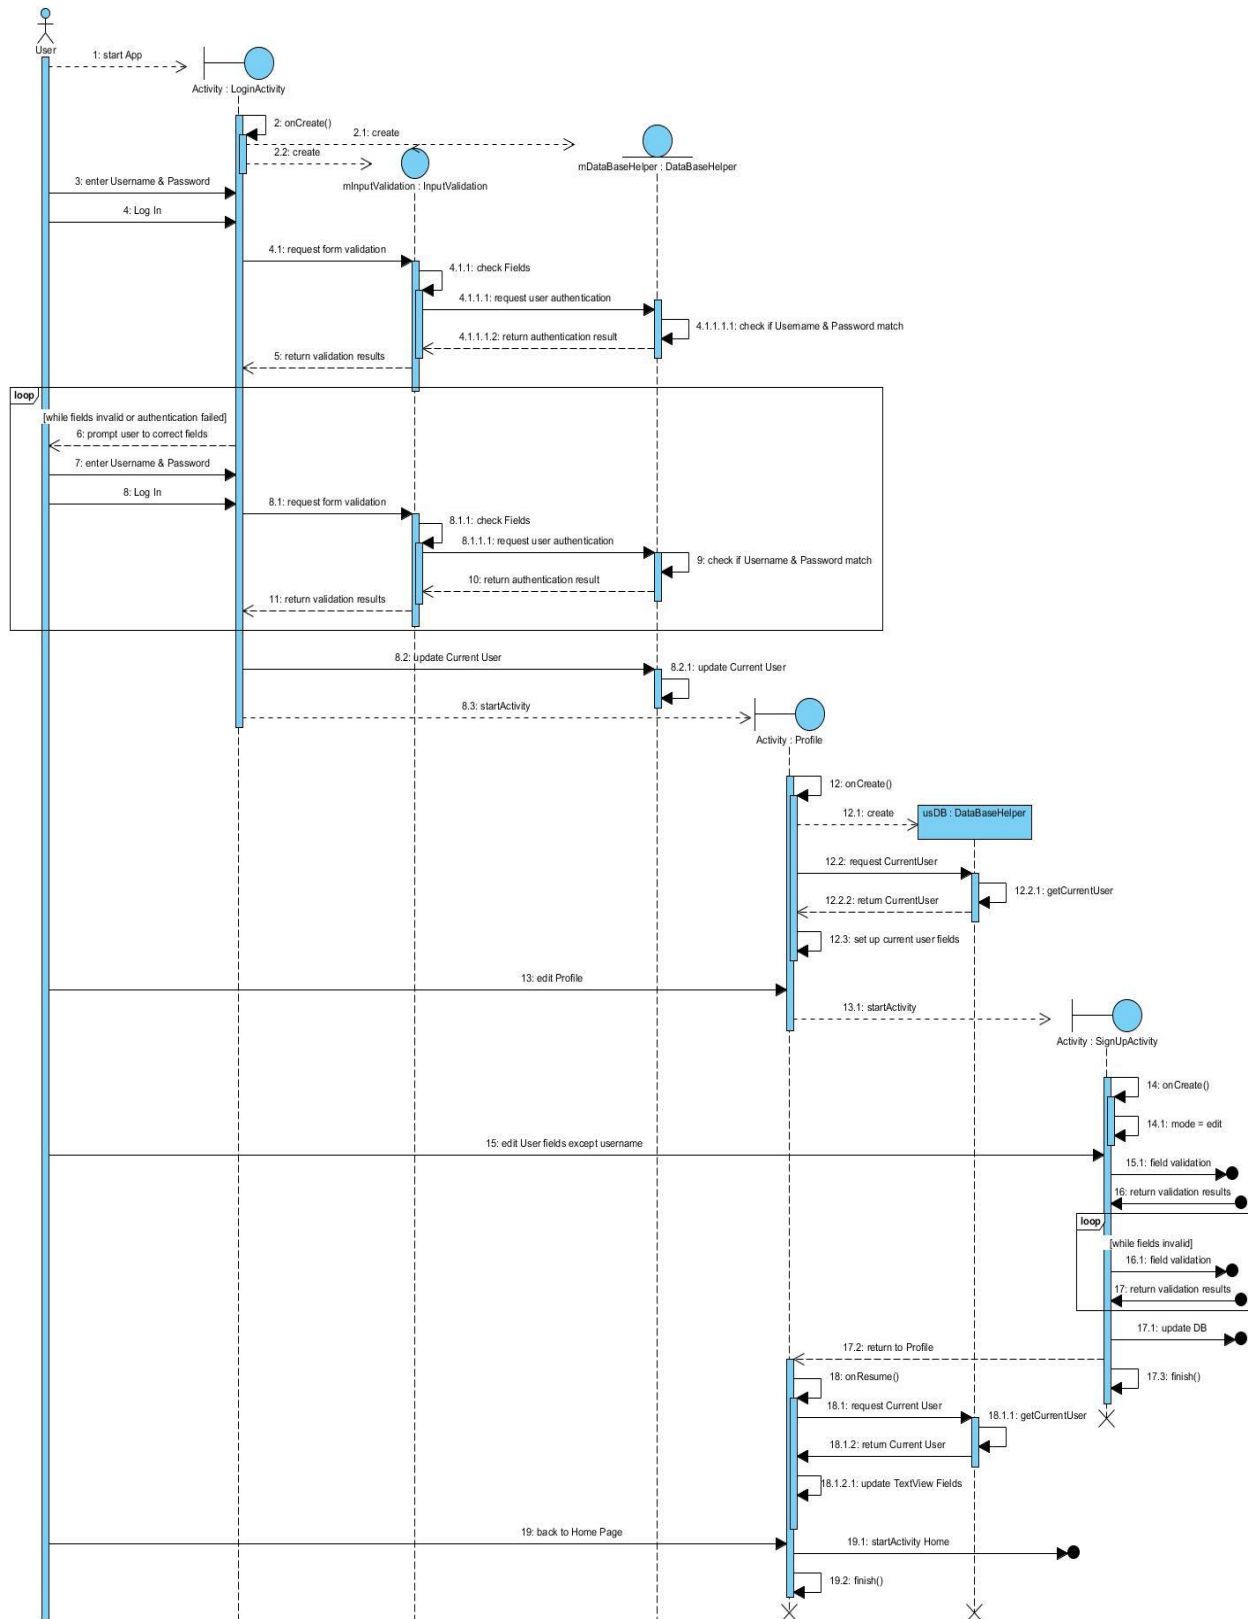 User
1: start App
Activity : LoginActivity
2: onCreate()
2.1: create
2.2: create
mDataBaseHelper : DataBaseHelper
mInputValidation : InputValidation
3: enter Username & Password
4: Log In
4.1: request form validation
4.1.1: check Fields
4.1.1.1: request user authentication
4.1.1.1.1: check if Username & Password match
4.1.1.1.2: return authentication result
5: return validation results
loop
[while fields invalid or authentication failed]
6: prompt user to correct fields
7: enter Username & Password
8: Log In
8.1: request form validation
8.1.1: check Fields
8.1.1.1: request user authentication
9: check if Username & Password match
10: return authentication result
11: return validation results
8.2: update Current User
8.2.1: update Current User
8.3: startActivity
Activity : Profile
12: onCreate()
12.1: create
usDB : DataBaseHelper
12.2: request CurrentUser
12.2.1: getCurrentUser
12.2.2: return CurrentUser
12.3: set up current user fields
13: edit Profile
13.1: startActivity
Activity : SignUpActivity
14: onCreate()
14.1: mode = edit
15: edit User fields except username
15.1: field validation
16: return validation results
loop
[while fields invalid]
16.1: field validation
17: return validation results
17.1: update DB
17.2: return to Profile
17.3: finish()
18: onResume()
18.1: request Current User
18.1.1: getCurrentUser
18.1.2: return Current User
18.1.2.1: update TextView Fields
19: back to Home Page
19.1: startActivity Home
19.2: finish()